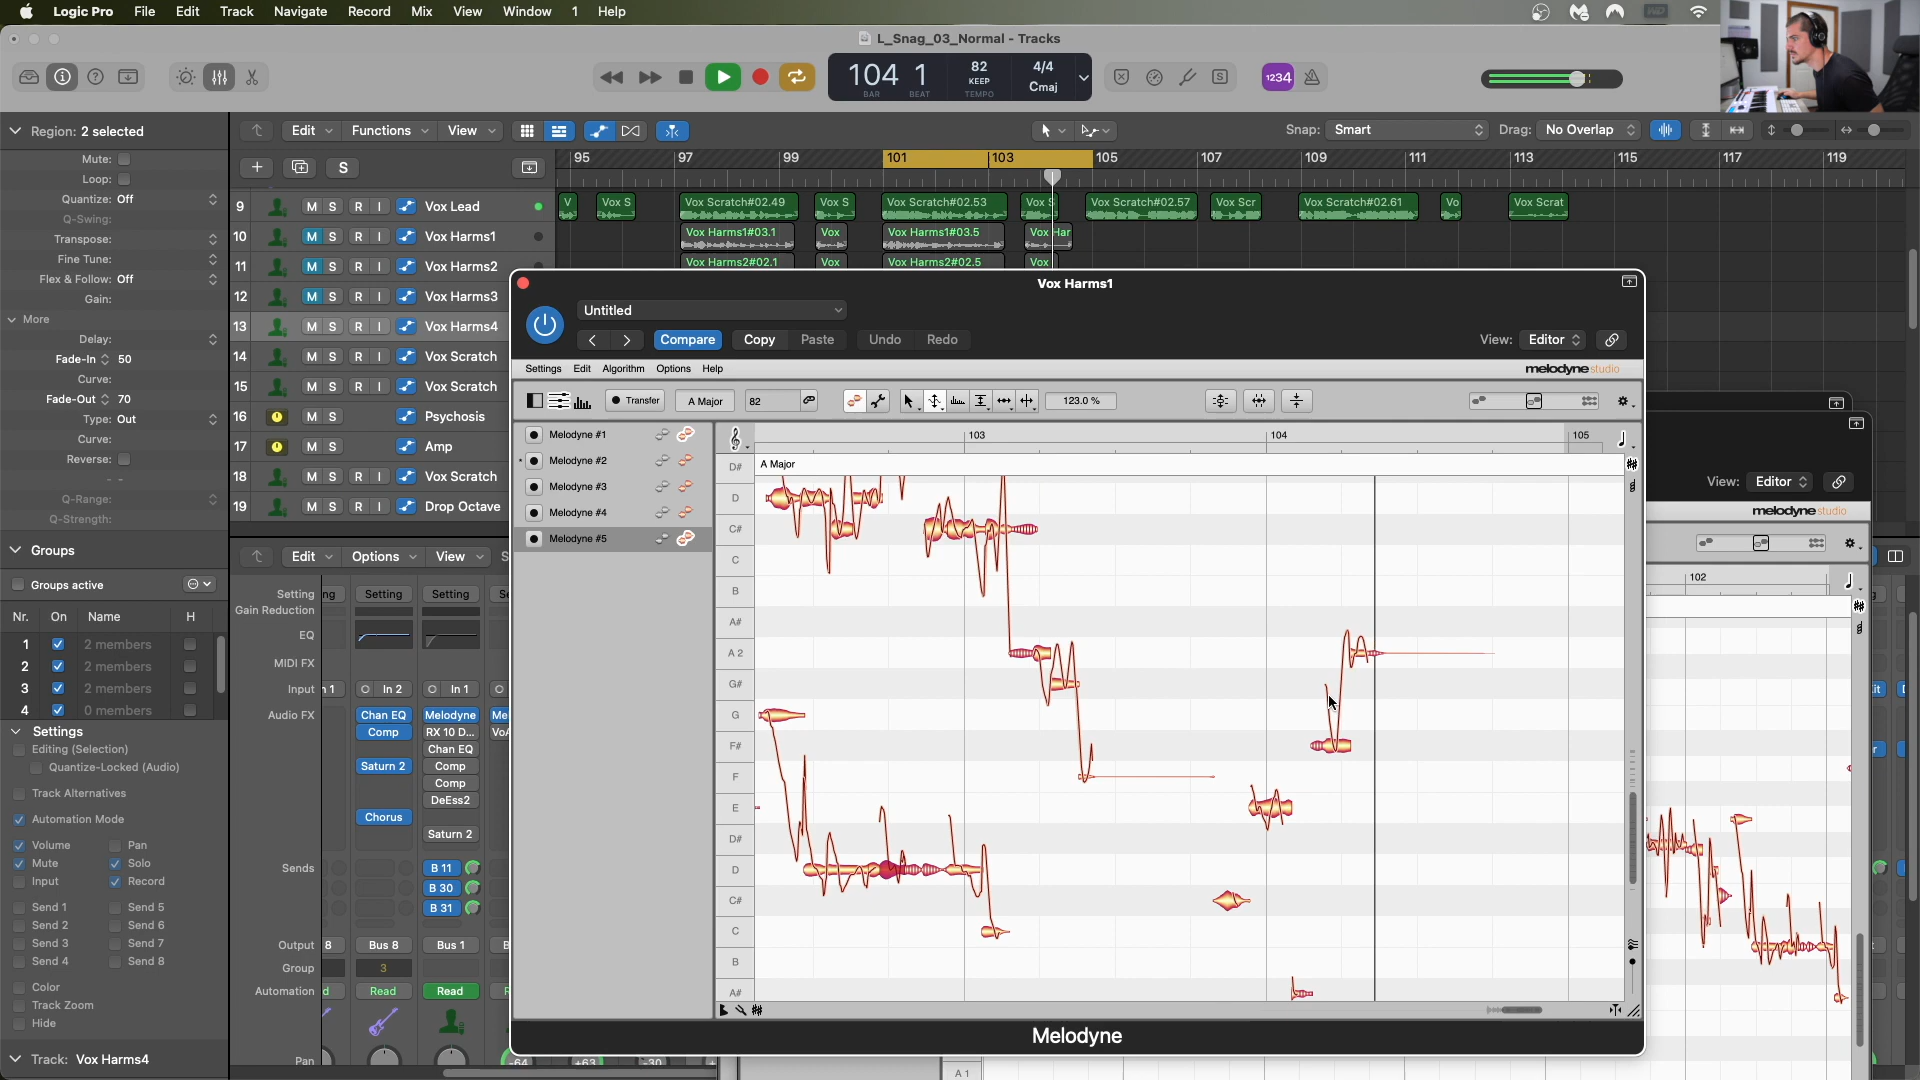 Logic Pro File Edit Track Navigate Record Mix View Window 1 Help
L_Snag_03_Normal - Tracks
104 1
BAR BEAT
82
KEEP
TEMPO
4/4
Cmaj
1234
Region: 2 selected
Mute:
Loop:
Quantize: Off
Q-Swing:
Transpose:
Fine Tune:
Flex & Follow: Off
Gain:
More
Delay:
Fade-In 50
Curve:
Fade-Out 70
Type: Out
Curve:
Reverse:
Q-Range:
Q-Strength:
Edit Functions View
Snap: Smart
Drag: No Overlap
S
95 97 99 101 103 105 107 109 111 113 115 117 119
9 M S R I Vox Lead
V Vox S Vox Scratch#02.49 Vox S Vox Scratch#02.53 Vox S Vox Scratch#02.57 Vox Scr Vox Scratch#02.61 Vo Vox Scrat
10 M S R I Vox Harms1
Vox Harms1#03.1 Vox Vox Harms1#03.5 Vox Har
11 M S R I Vox Harms2
Vox Harms2#02.1 Vox Vox Harms2#02.5 Vox
12 M S R I Vox Harms3
13 M S R I Vox Harms4
14 M S R I Vox Scratch
15 M S R I Vox Scratch
16 M S Psychosis
17 M S Amp
18 M S R I Vox Scratch
19 M S R I Drop Octave
Groups
Groups active
Nr. On Name H
1 2 members
2 2 members
3 2 members
4 0 members
Settings
Editing (Selection)
Quantize-Locked (Audio)
Track Alternatives
Automation Mode
Volume Pan
Mute Solo
Input Record
Send 1 Send 5
Send 2 Send 6
Send 3 Send 7
Send 4 Send 8
Color
Track Zoom
Hide
Track: Vox Harms4
Edit Options View S
Setting ng Setting Setting Se
Gain Reduction
EQ
MIDI FX
Input n 1 In 2 In 1
Audio FX Chan EQ Melodyne Me
Comp RX 10 D... VoA
Chan EQ
Saturn 2 Comp
Comp
DeEss2
Chorus
Saturn 2
Sends B 11
B 30
B 31
Output 8 Bus 8 Bus 1 B
Group 3
Automation d Read Read R
Pan -64 +63 -30
Vox Harms1
Untitled
Compare Copy Paste Undo Redo
View: Editor
Settings Edit Algorithm Options Help
melodyne studio
Transfer A Major 82 123.0 %
Melodyne #1
Melodyne #2
Melodyne #3
Melodyne #4
Melodyne #5
103 104 105
A Major
D#
D
C#
C
B
A#
A 2
G#
G
F#
F
E
D#
D
C#
C
B
A#
Melodyne
View: Editor
melodyne studio
102
A 1